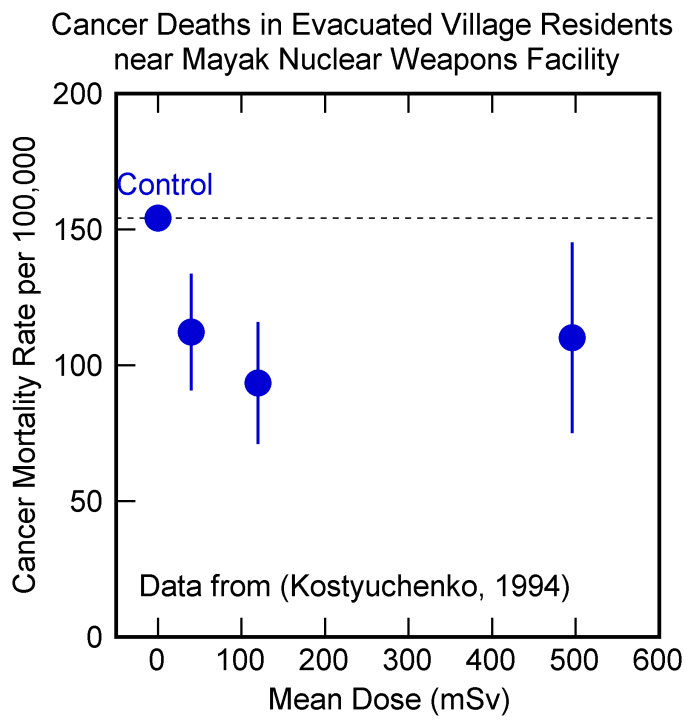 Cancer Deaths in Evacuated Village Residents
near Mayak Nuclear Weapons Facility
Cancer Mortality Rate per 100,000
200
150
100
50
0
Control
Data from (Kostyuchenko, 1994)
0 100 200 300 400 500 600
Mean Dose (mSv)